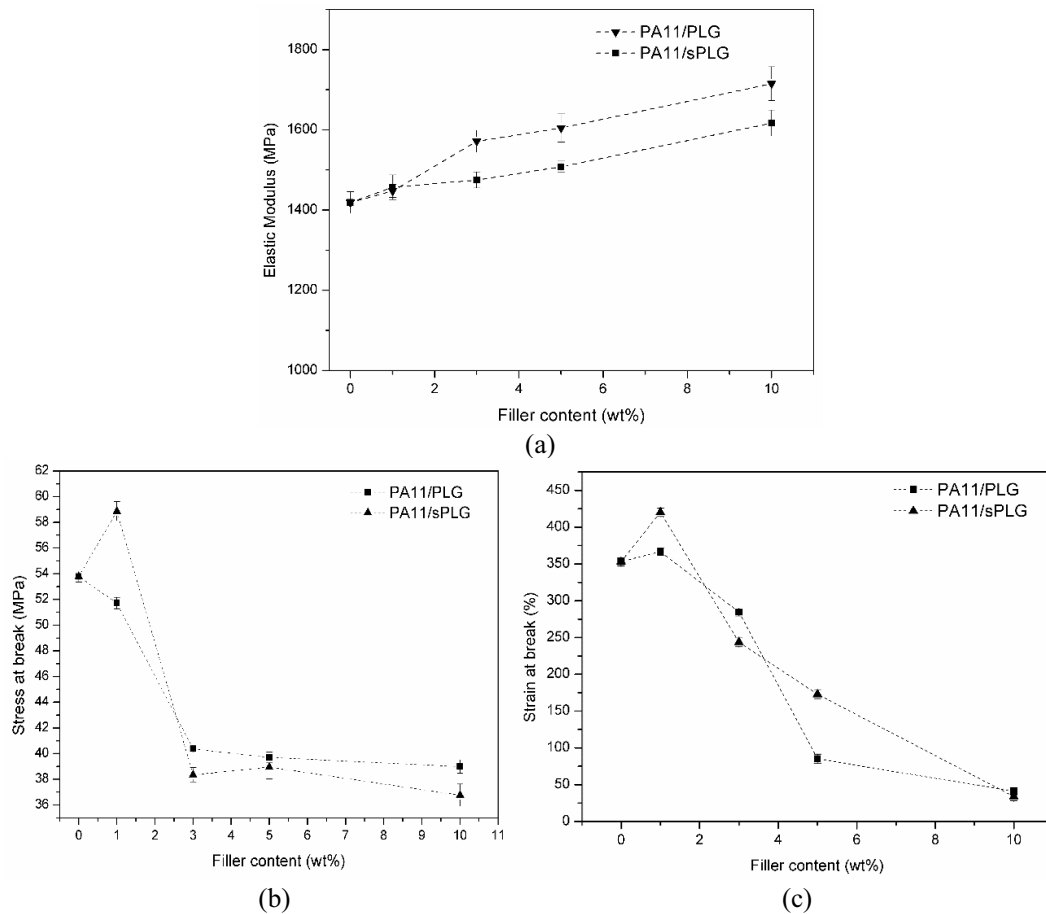 PA11/PLG
PA11/sPLG
1800
1600
1400
1200
1000
Elastic Modulus (MPa)
0 2 4 6 8 10
Filler content (wt%)
(a)
62
60
58
56
54
52
50
48
46
44
42
40
38
36
Stress at break (MPa)
PA11/PLG
PA11/sPLG
0 1 2 3 4 5 6 7 8 9 10 11
Filler content (wt%)
(b)
450
400
350
300
250
200
150
100
50
0
Strain at break (%)
PA11/PLG
PA11/sPLG
0 2 4 6 8 10
Filler content (wt%)
(c)